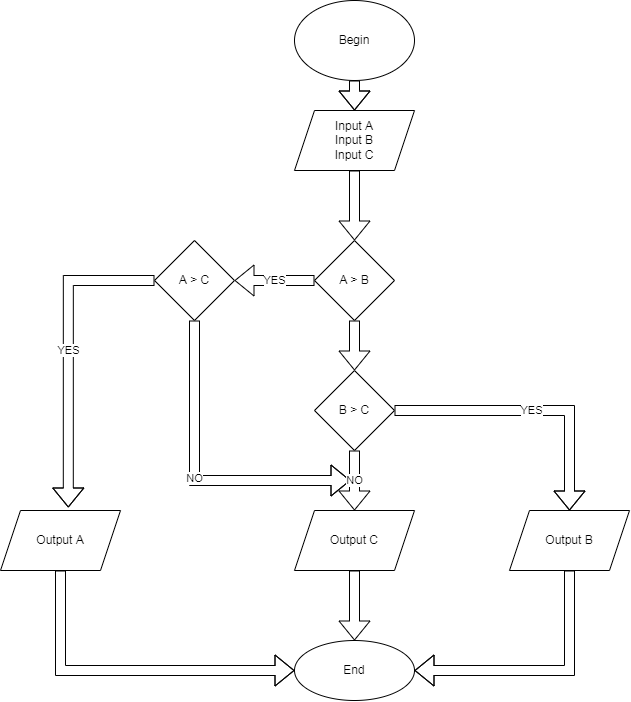 Begin
Input A
Input B
Input C
A > C
YES
A > B
YES
B > C
YES
NO
NO
Output A
Output C
Output B
End